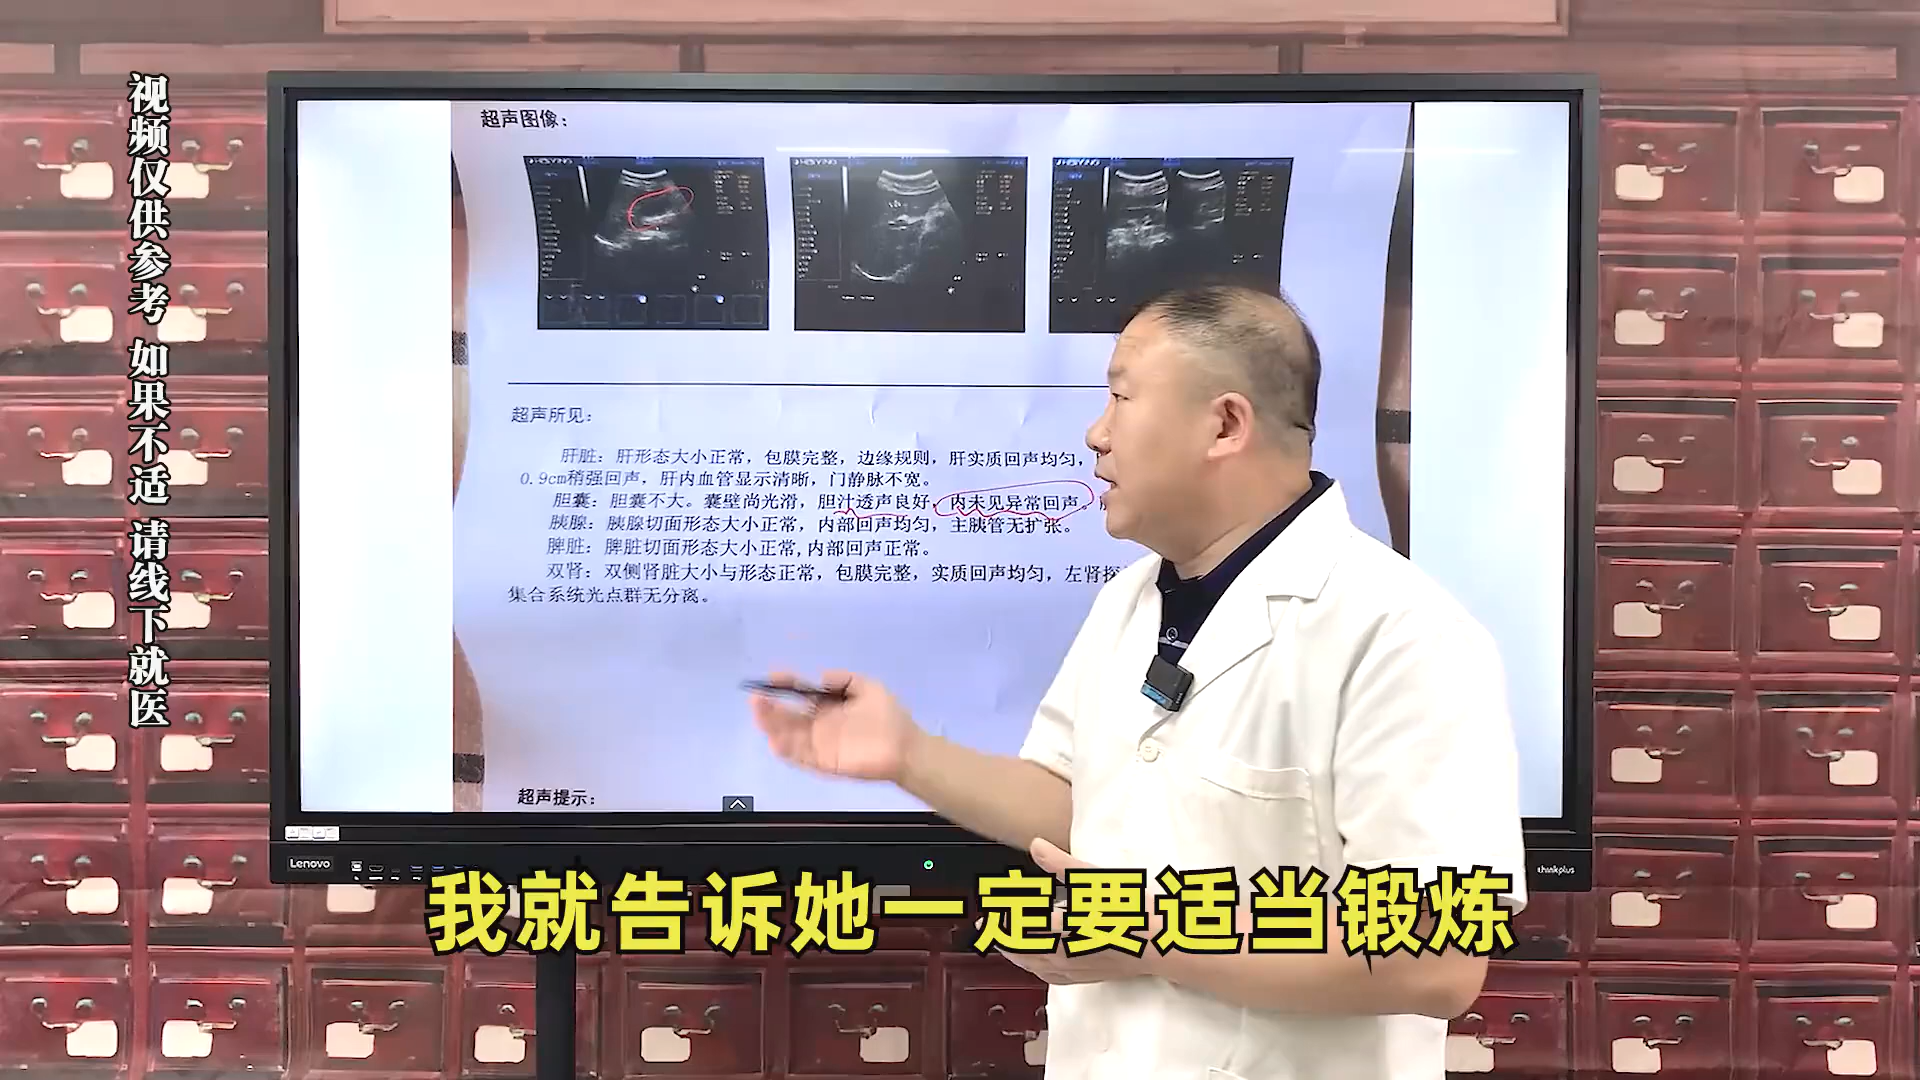 视频仅供参考 如果不适 请线下就医
超声图像：
超声所见：
肝脏：肝形态大小正常，包膜完整，边缘规则，肝实质回声均匀，
0.9cm稍强回声，肝内血管显示清晰，门静脉不宽。
胆囊：胆囊不大。囊壁尚光滑，胆汁透声良好，内未见异常回声。
胰腺：胰腺切面形态大小正常，内部回声均匀，主胰管无扩张。
脾脏：脾脏切面形态大小正常,内部回声正常。
双肾：双侧肾脏大小与形态正常，包膜完整，实质回声均匀，左肾探
集合系统光点群无分离。
超声提示：
Lenovo
thinkplus
我就告诉她一定要适当锻炼